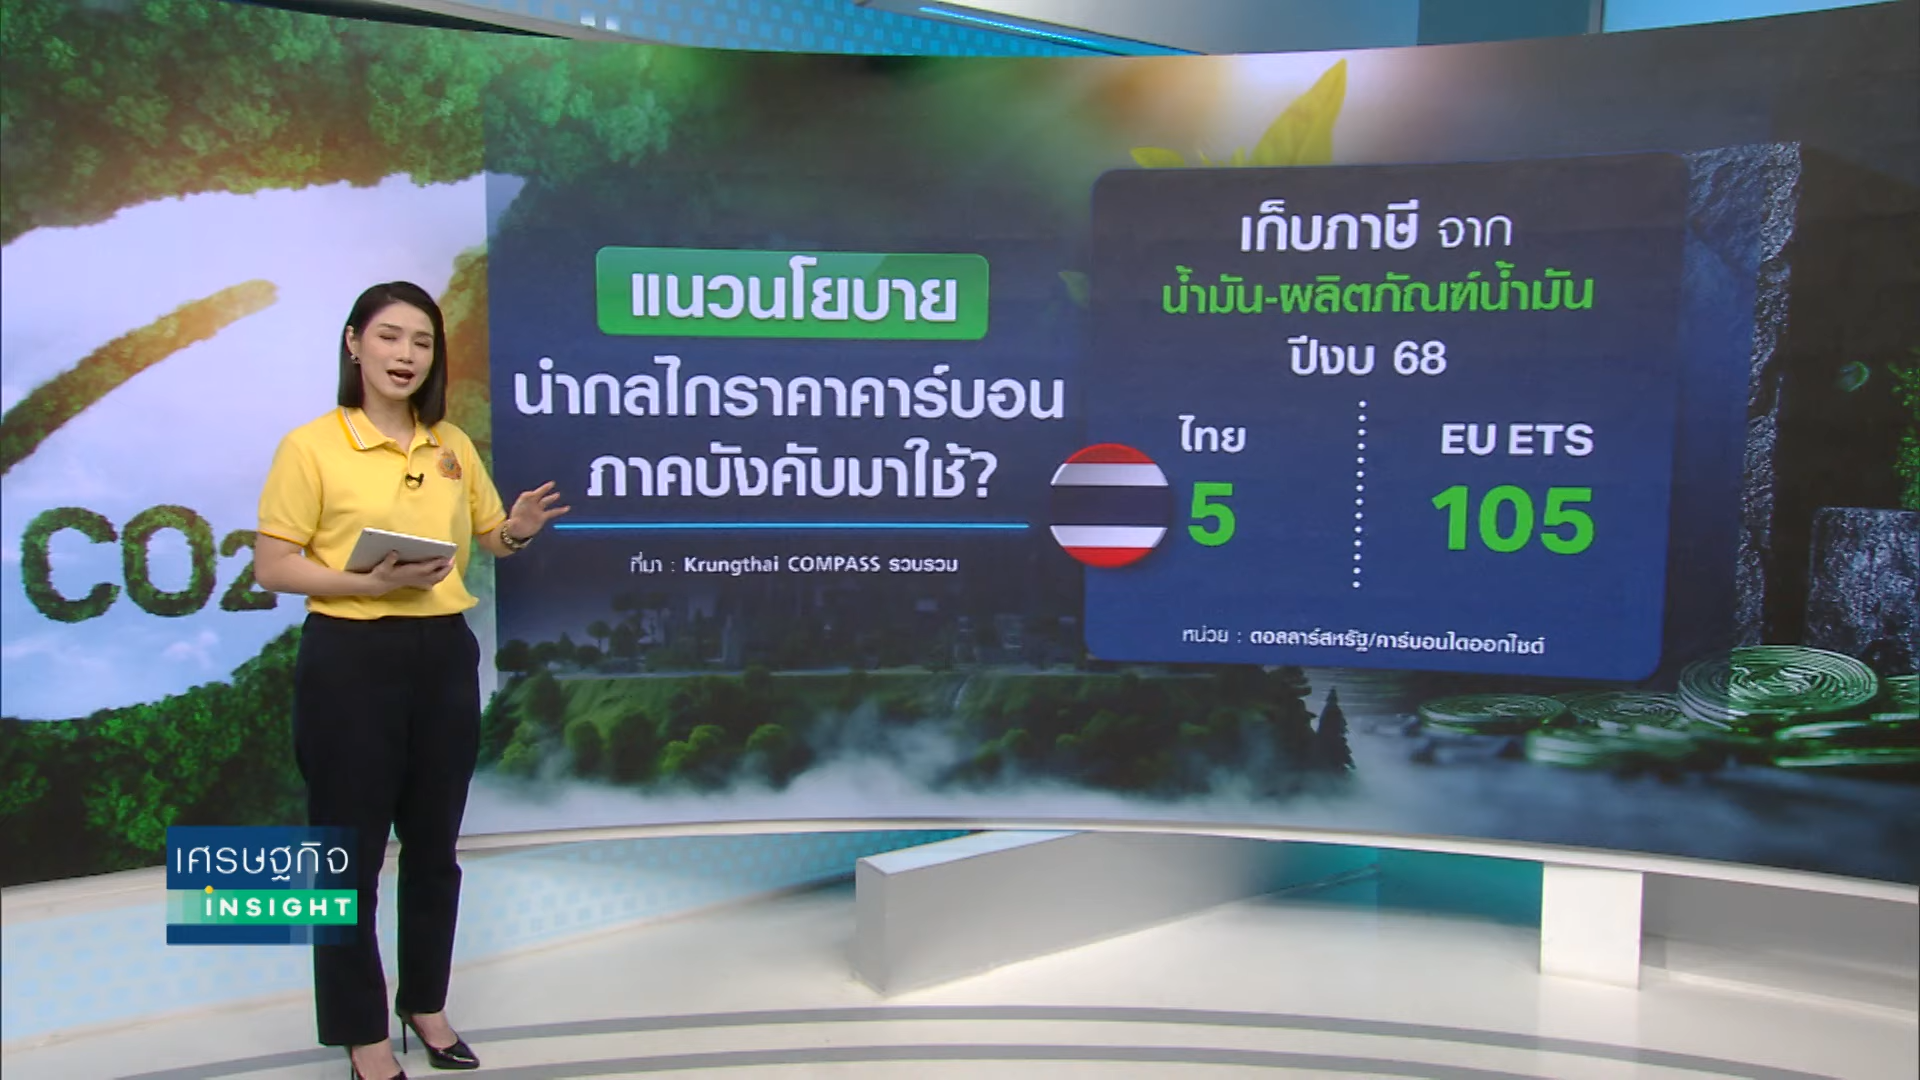 CO2
แนวนโยบาย
นำกลไกราคาคาร์บอน
ภาคบังคับมาใช้?
ที่มา : Krungthai COMPASS รวบรวม
เก็บภาษี จาก
น้ำมัน-ผลิตภัณฑ์น้ำมัน
ปีงบ 68
ไทย
5
EU ETS
105
หน่วย : ดอลลาร์สหรัฐ/คาร์บอนไดออกไซด์
เศรษฐกิจ
INSIGHT